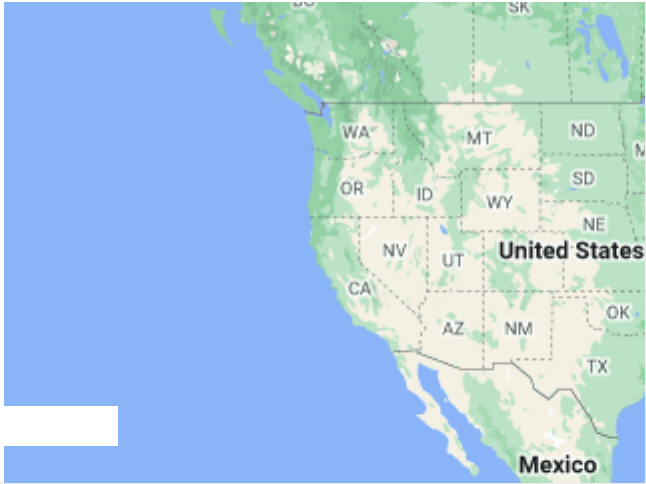 SK
WA
MT
ND
OR
ID
SD
WY
NE
NV
UT
United States
CA
OK
AZ
NM
TX
Mexico